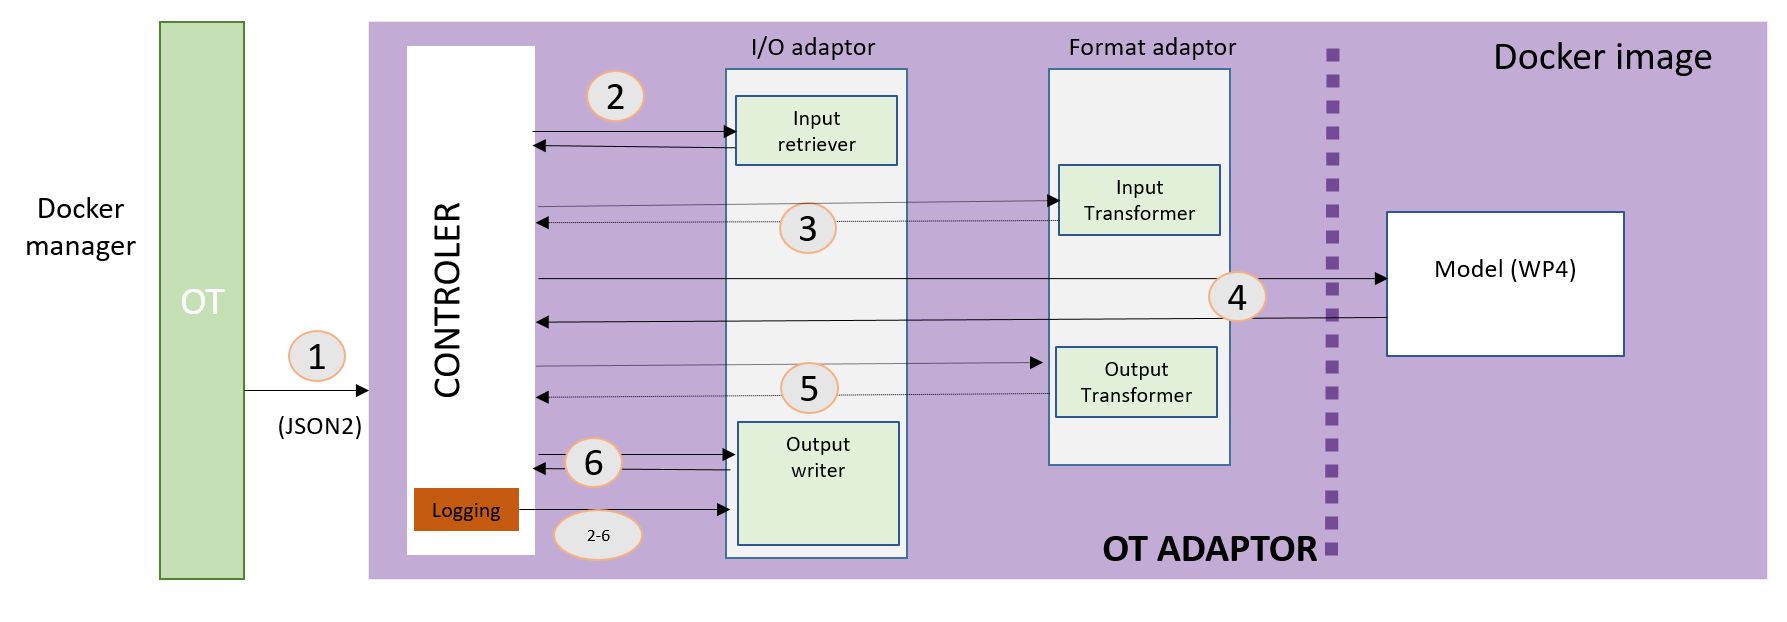 Docker
manager
OT
1
(JSON2)
CONTROLER
Logging
I/O adaptor
Format adaptor
Docker image
2
Input
retriever
Input
Transformer
3
Model (WP4)
4
Output
Transformer
5
Output
writer
6
2-6
OT ADAPTOR